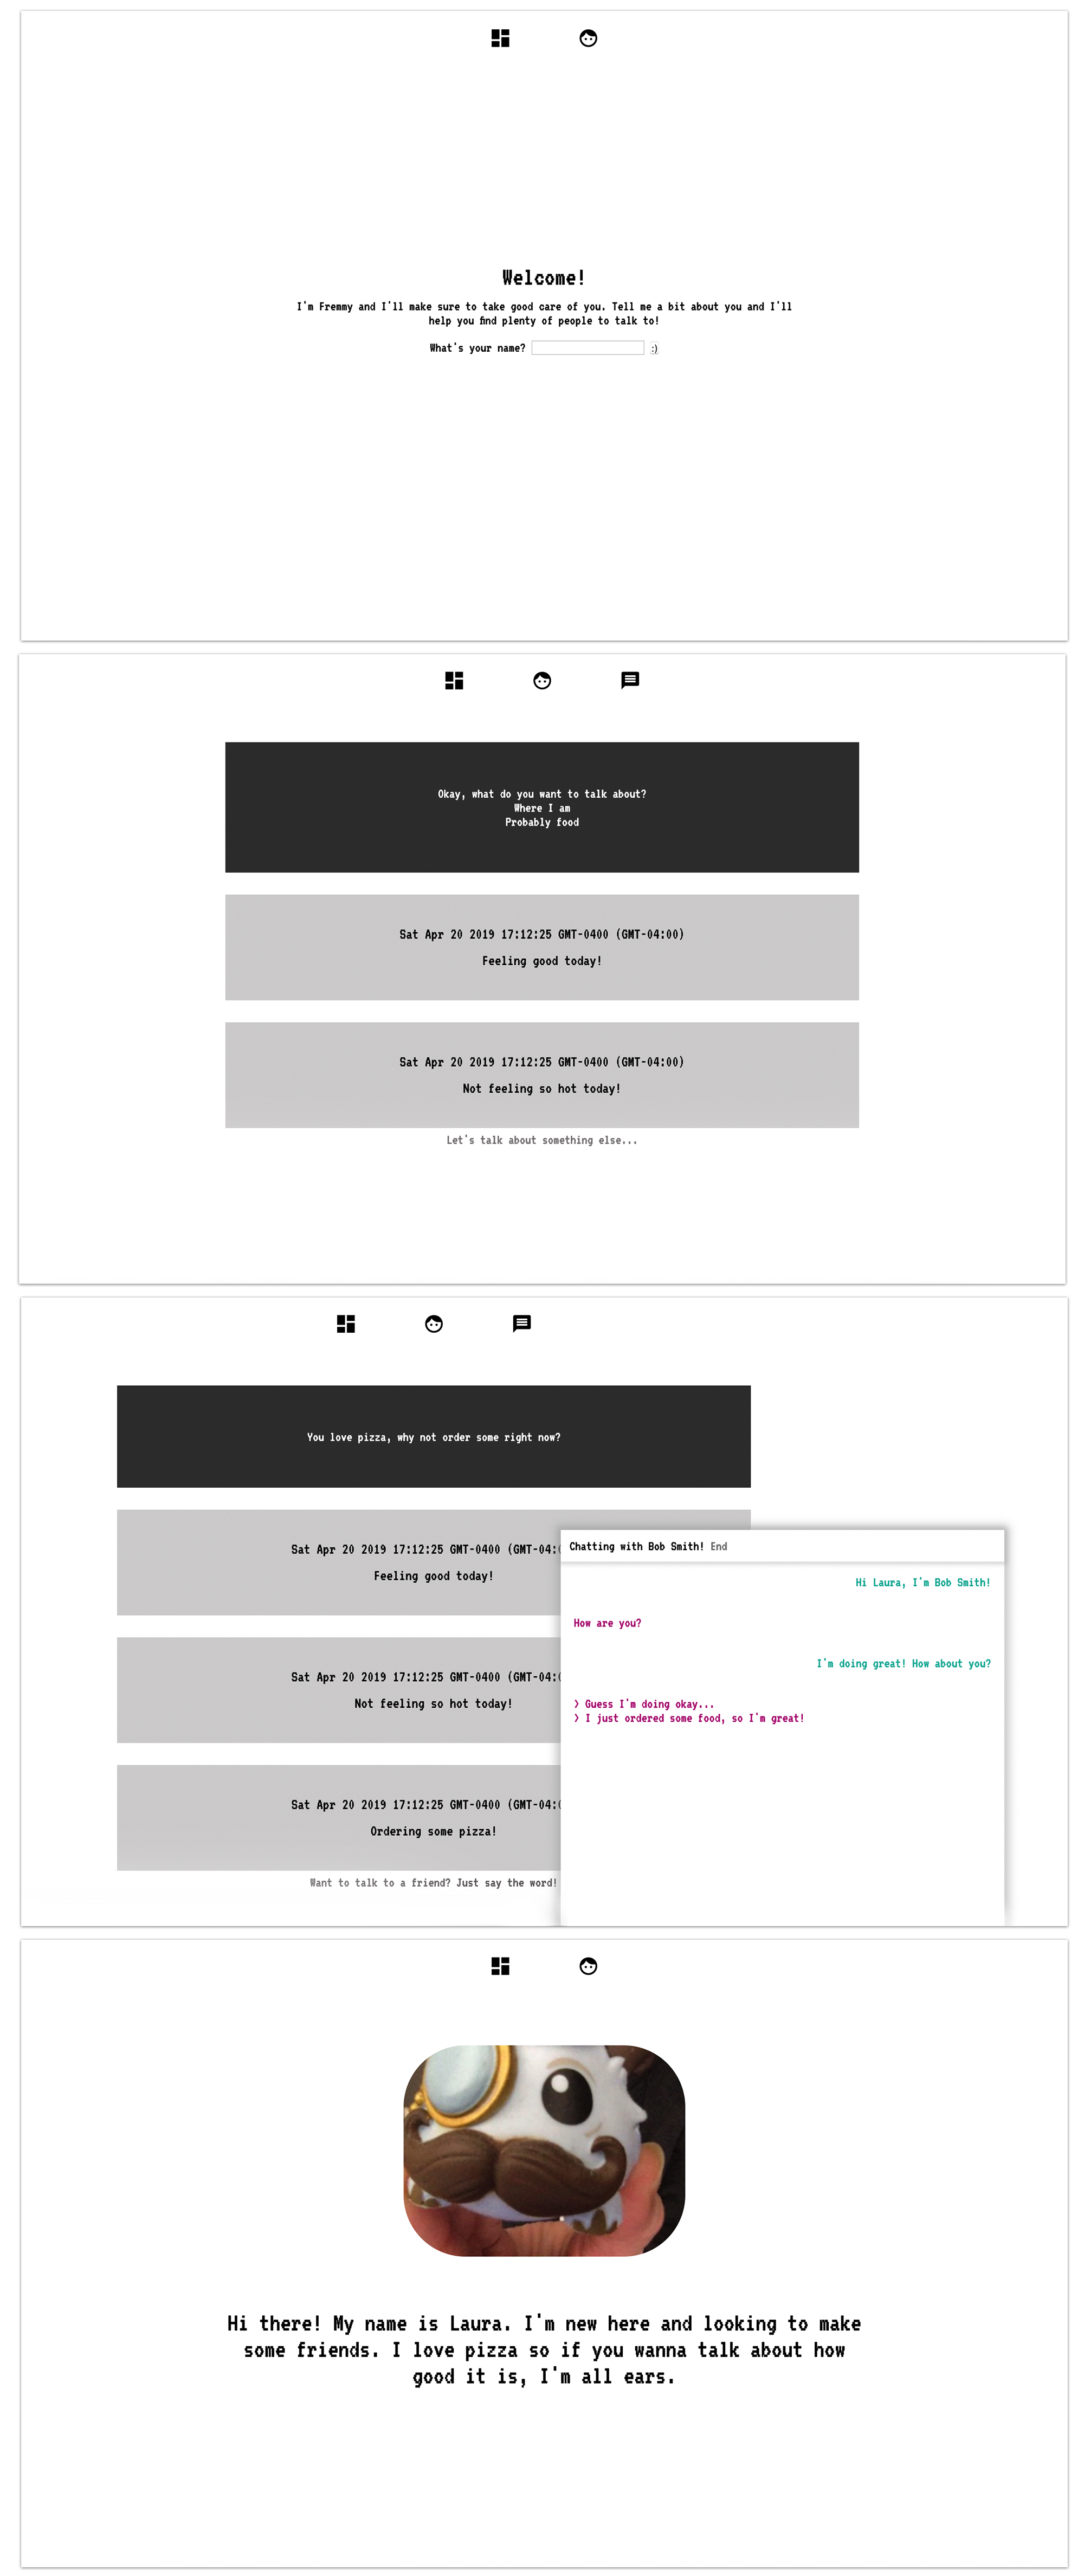 Welcome!
I'm Fremmy and I'll make sure to take good care of you. Tell me a bit about you and I'll
help you find plenty of people to talk to!
What's your name? :)
Okay, what do you want to talk about?
Where I am
Probably food
Sat Apr 20 2019 17:12:25 GMT-0400 (GMT-04:00)
Feeling good today!
Sat Apr 20 2019 17:12:25 GMT-0400 (GMT-04:00)
Not feeling so hot today!
Let's talk about something else...
You love pizza, why not order some right now?
Sat Apr 20 2019 17:12:25 GMT-0400 (GMT-04:0
Feeling good today!
Sat Apr 20 2019 17:12:25 GMT-0400 (GMT-04:0
Not feeling so hot today!
Sat Apr 20 2019 17:12:25 GMT-0400 (GMT-04:0
Ordering some pizza!
Want to talk to a friend? Just say the word!
Chatting with Bob Smith! End
Hi Laura, I'm Bob Smith!
How are you?
I'm doing great! How about you?
> Guess I'm doing okay...
> I just ordered some food, so I'm great!
Hi there! My name is Laura. I'm new here and looking to make
some friends. I love pizza so if you wanna talk about how
good it is, I'm all ears.